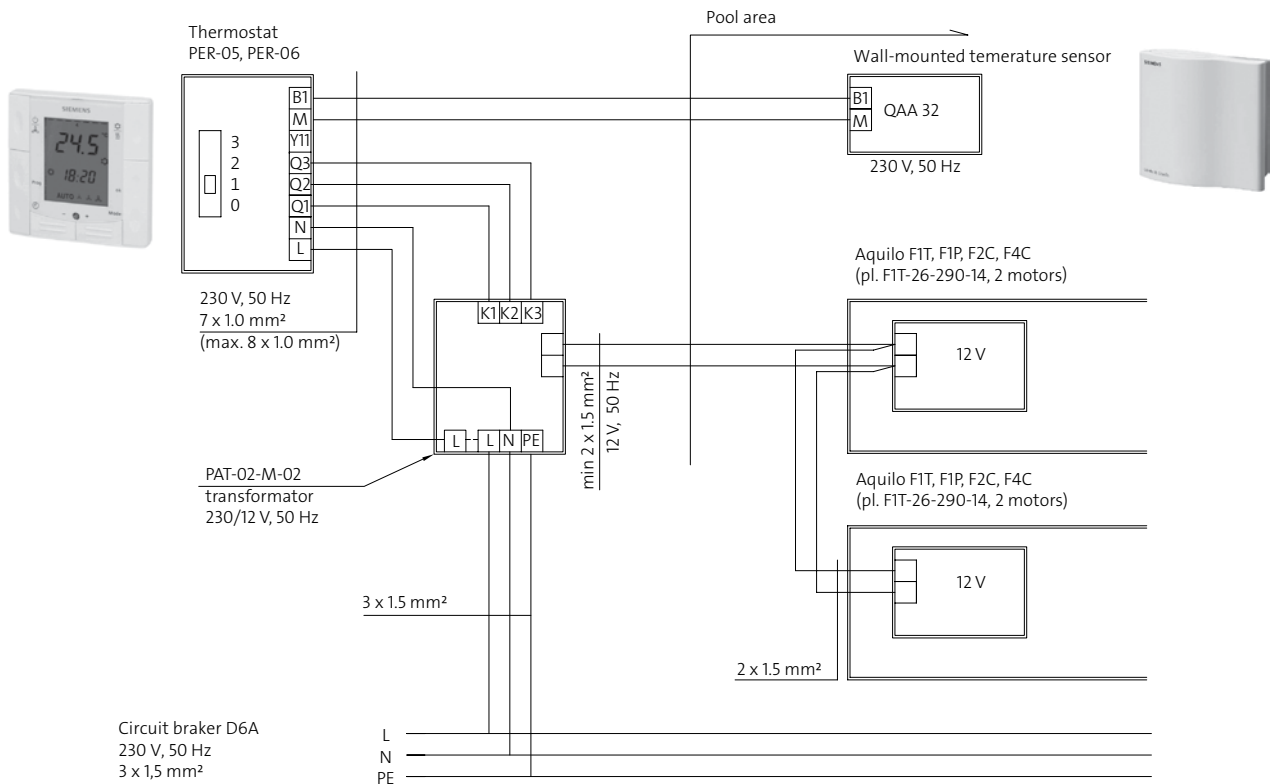 Pool area
Thermostat
PER-05, PER-06
Wall-mounted temerature sensor
SIEMENS
24.5
18:20
AUTO
Mode
B1
M
Y11
Q3
Q2
Q1
N
L
3
2
1
0
B1
M
QAA 32
230 V, 50 Hz
SIEMENS
230 V, 50 Hz
7 x 1.0 mm²
(max. 8 x 1.0 mm²)
K1 K2 K3
L L N PE
min 2 x 1.5 mm²
12 V, 50 Hz
Aquilo F1T, F1P, F2C, F4C
(pl. F1T-26-290-14, 2 motors)
12 V
PAT-02-M-02
transformator
230/12 V, 50 Hz
Aquilo F1T, F1P, F2C, F4C
(pl. F1T-26-290-14, 2 motors)
12 V
3 x 1.5 mm²
2 x 1.5 mm²
Circuit braker D6A
230 V, 50 Hz
3 x 1,5 mm²
L
N
PE